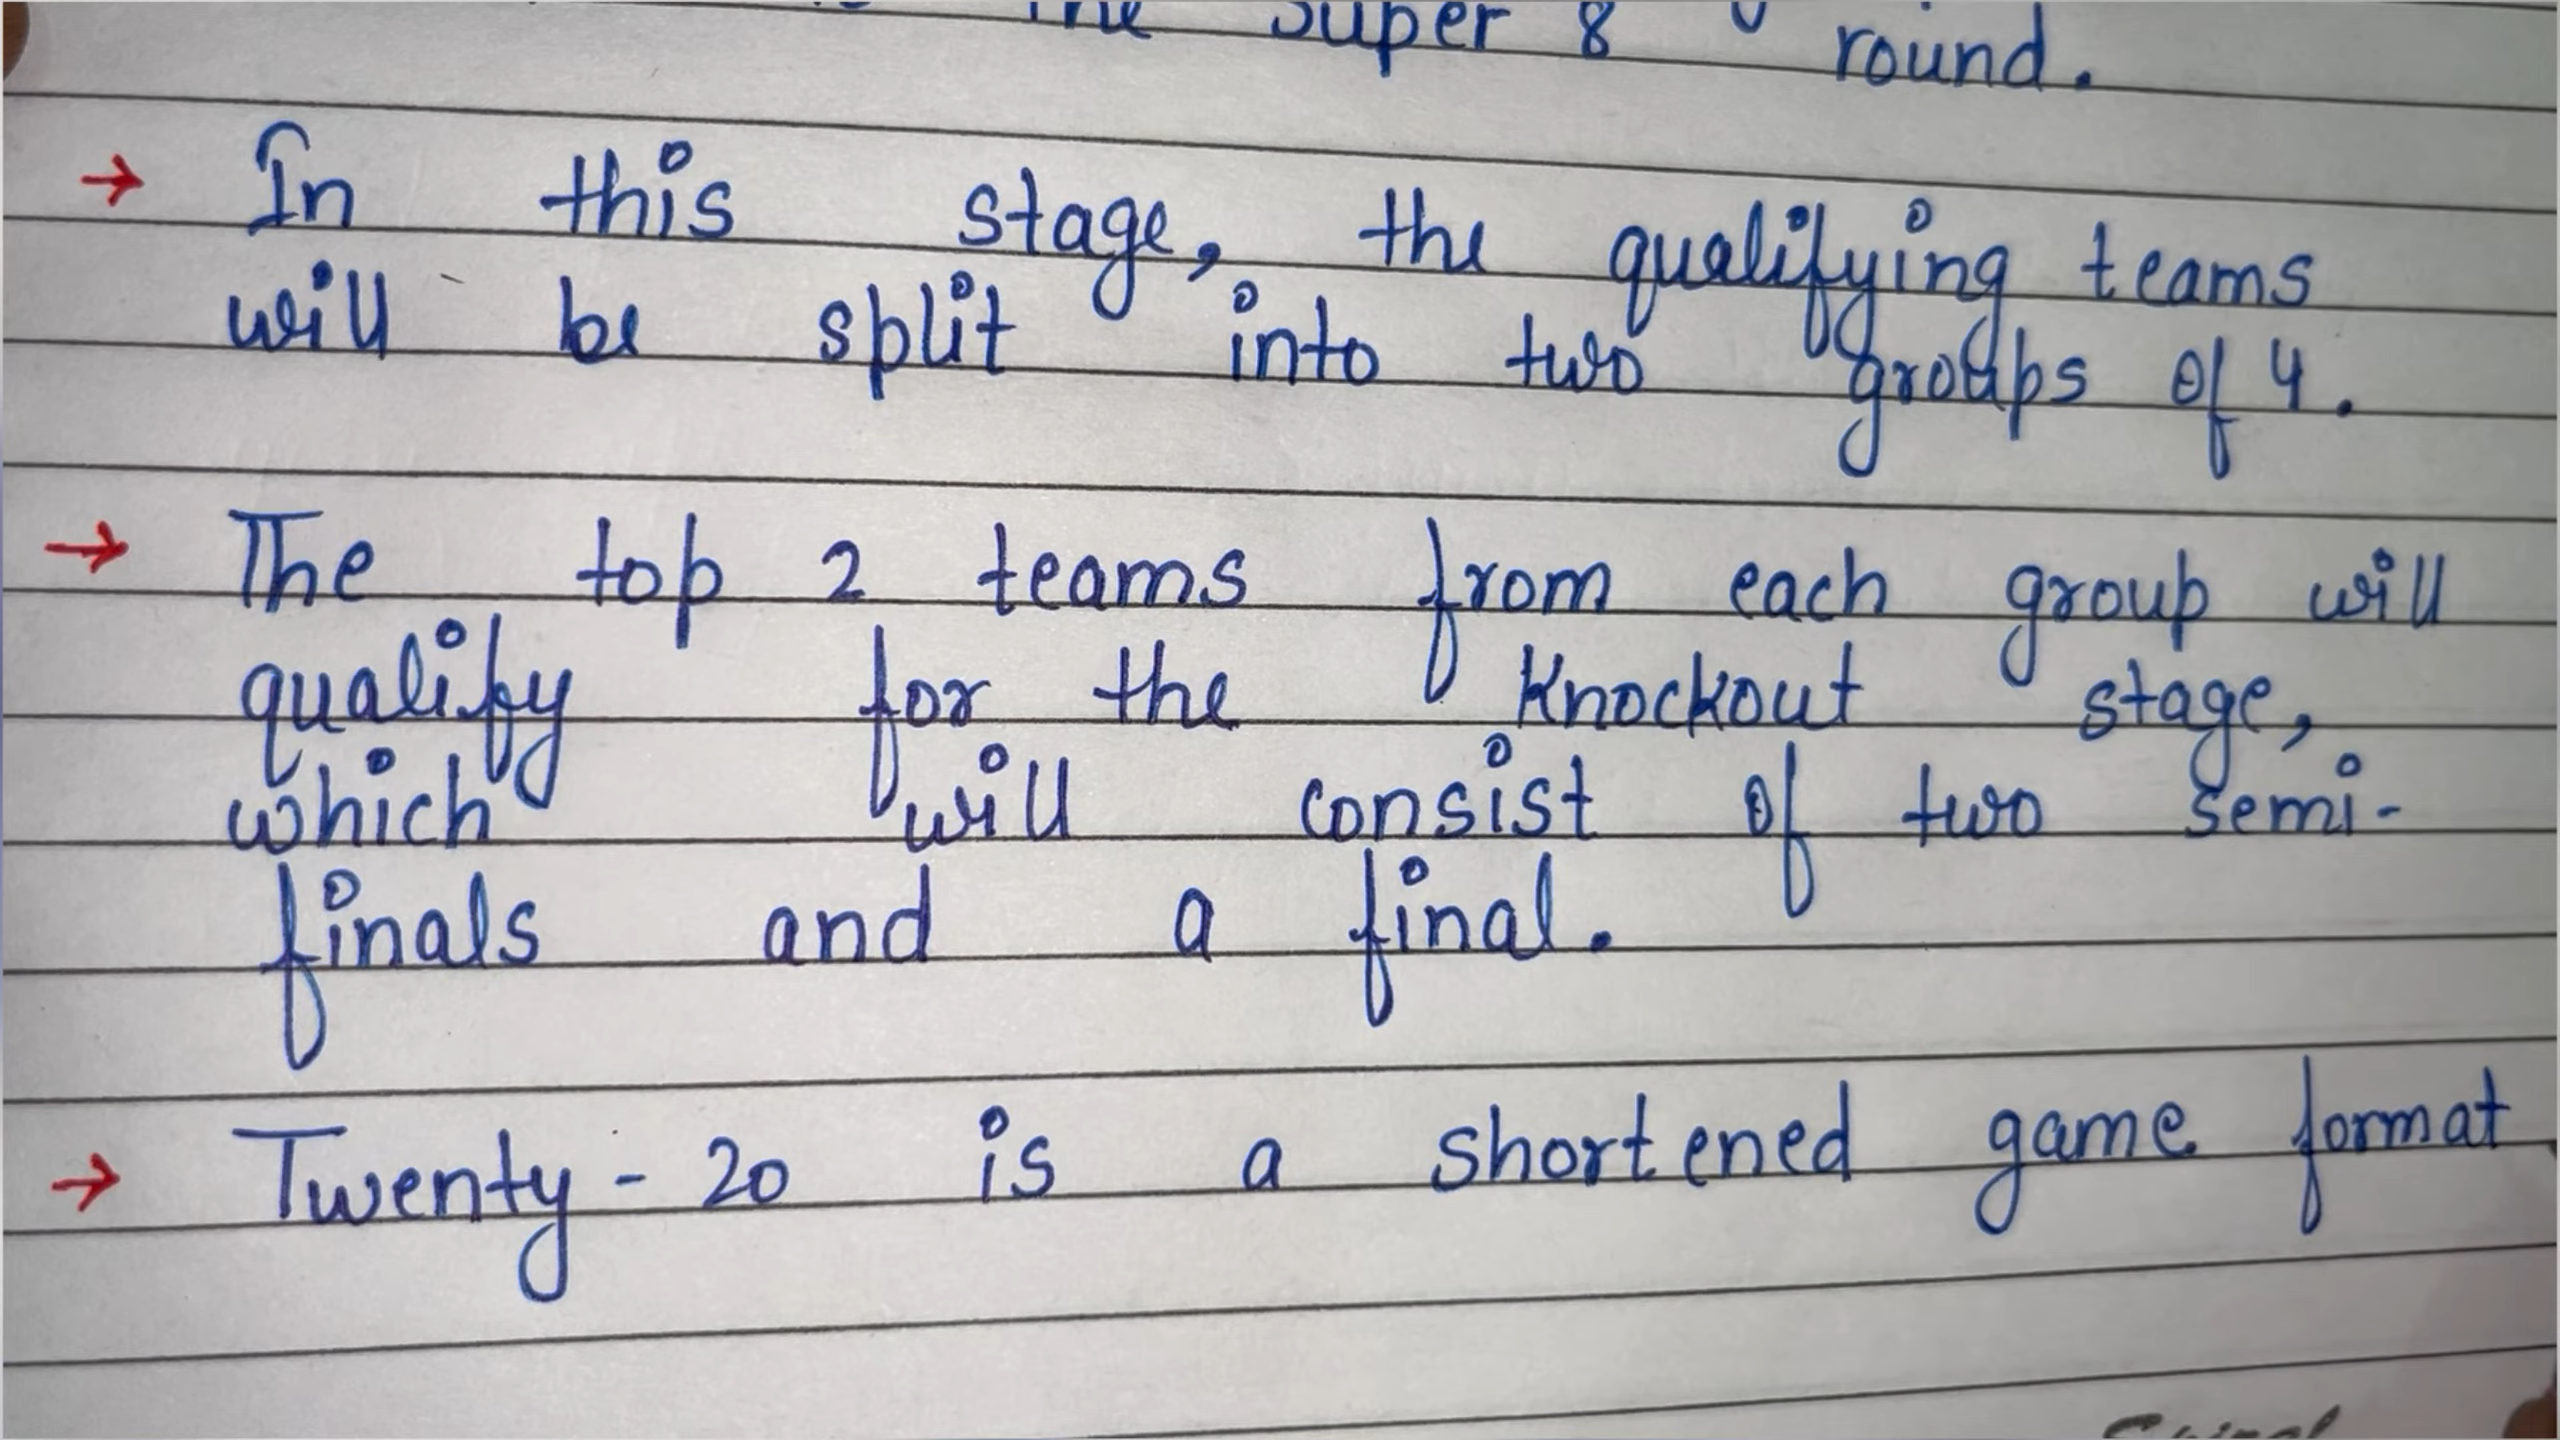 the Super 8 round.
→ In this stage, the qualifying teams
will be split into two groups of 4.
→ The top 2 teams from each group will
qualify for the Knockout stage,
which will consist of two semi-
finals and a final.
→ Twenty - 20 is a shortened game format